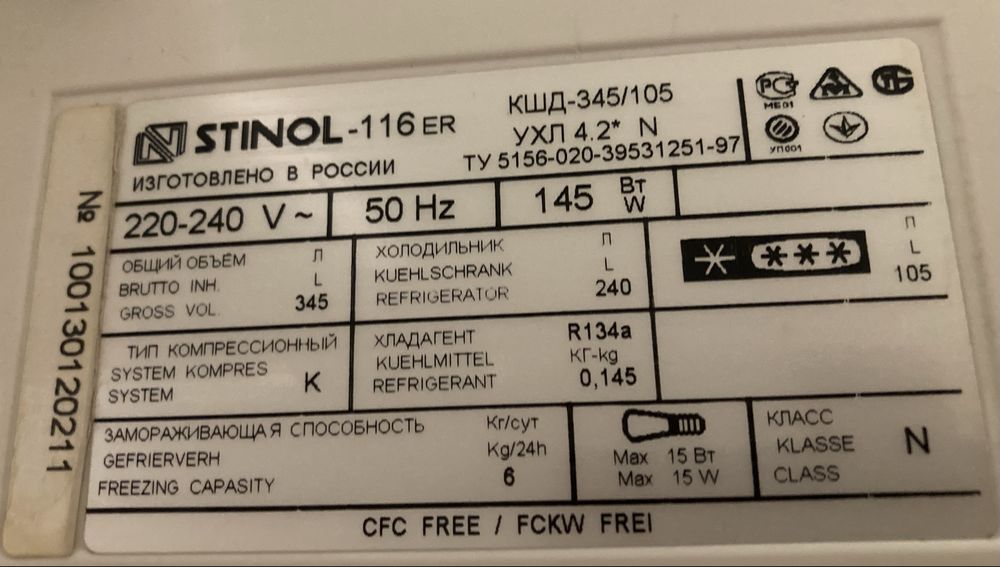 № 100130120211
STINOL-116 ER
КШД-345/105
УХЛ 4.2* N
ИЗГОТОВЛЕНО В РОССИИ
ТУ 5156-020-39531251-97
РСТ
МБ01
УП001
220-240 V ~
50 Hz
145 Вт W
ОБЩИЙ ОБЪЁМ Л
BRUTTO INH. L
GROSS VOL. 345
ХОЛОДИЛЬНИК Л
KUEHLSCHRANK L
REFRIGERATOR 240
Л
L
105
ТИП КОМПРЕССИОННЫЙ
SYSTEM KOMPRES
SYSTEM K
ХЛАДАГЕНТ R134a
KUEHLMITTEL КГ-kg
REFRIGERANT 0,145
ЗАМОРАЖИВАЮЩАЯ СПОСОБНОСТЬ Кг/сут
GEFRIERVERH Kg/24h
FREEZING CAPASITY 6
Max 15 Вт
Max 15 W
КЛАСС
KLASSE N
CLASS
CFC FREE / FCKW FREI